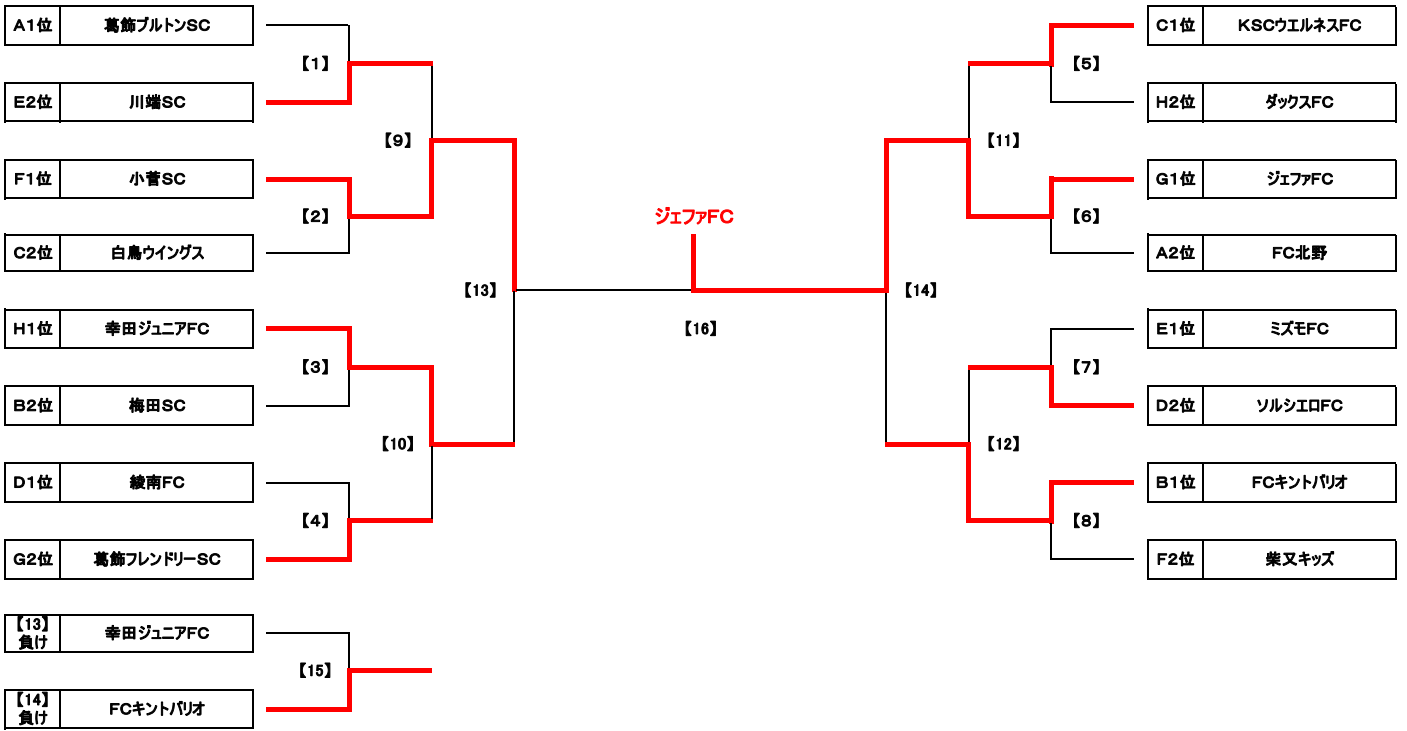 A1位 葛飾ブルトンSC
【1】
E2位 川端SC
【9】
F1位 小菅SC
【2】
C2位 白鳥ウイングス
【13】
H1位 幸田ジュニアFC
【3】
B2位 梅田SC
【10】
D1位 綾南FC
【4】
G2位 葛飾フレンドリーSC
【13】
負け
幸田ジュニアFC
【15】
【14】
負け
FCキントバリオ
ジェファFC
【16】
C1位 KSCウエルネスFC
【5】
H2位 ダックスFC
【11】
G1位 ジェファFC
【6】
A2位 FC北野
【14】
E1位 ミズモFC
【7】
D2位 ソルシエロFC
【12】
B1位 FCキントバリオ
【8】
F2位 柴又キッズ